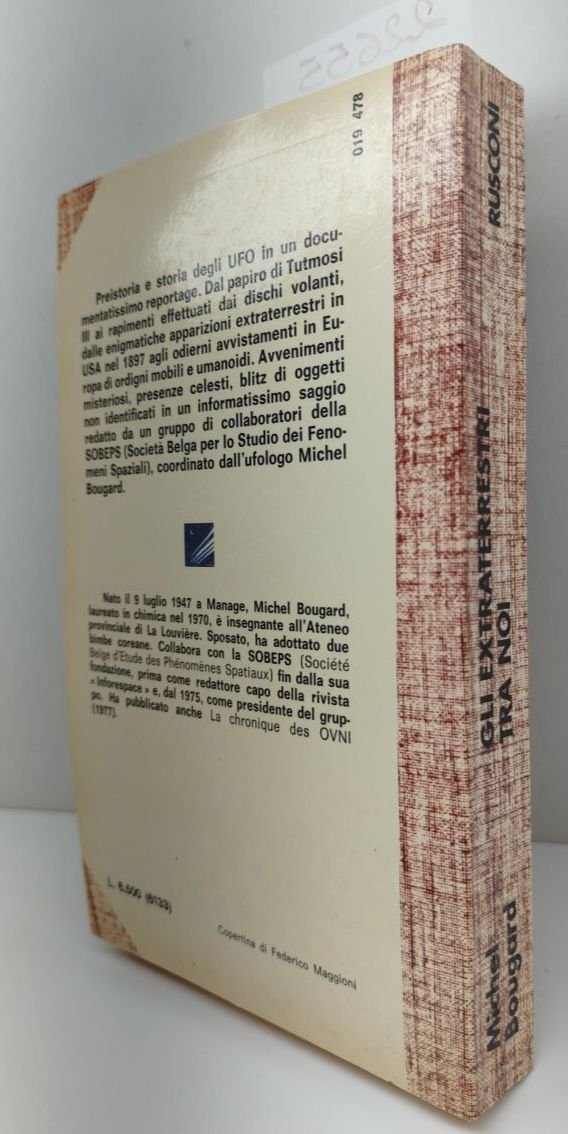 22655
019 478
Preistoria e storia degli UFO in un docu-
mentatissimo reportage. Dal papiro di Tutmosi
III ai rapimenti effettuati dai dischi volanti,
dalle enigmatiche apparizioni extraterrestri in
USA nel 1897 agli odierni avvistamenti in Eu-
ropa di ordigni mobili e umanoidi. Avvenimenti
misteriosi, presenze celesti, blitz di oggetti
non identificati in un informatissimo saggio
redatto da un gruppo di collaboratori della
SOBEPS (Società Belga per lo Studio dei Feno-
meni Spaziali), coordinato dall'ufologo Michel
Bougard.
Nato il 9 luglio 1947 a Manage, Michel Bougard,
laureato in chimica nel 1970, è insegnante all'Ateneo
provinciale di La Louvière. Sposato, ha adottato due
bimbe coreane. Collabora con la SOBEPS (Société
Belge d'Etude des Phénomènes Spatiaux) fin dalla sua
fondazione, prima come redattore capo della rivista
« Inforespace » e, dal 1975, come presidente del grup-
po. Ha pubblicato anche La chronique des OVNI
(1977).
L. 6.500 (6133)
Copertina di Federico Maggioni
Michel
Bougard
GLI EXTRATERRESTRI
TRA NOI
RUSCONI